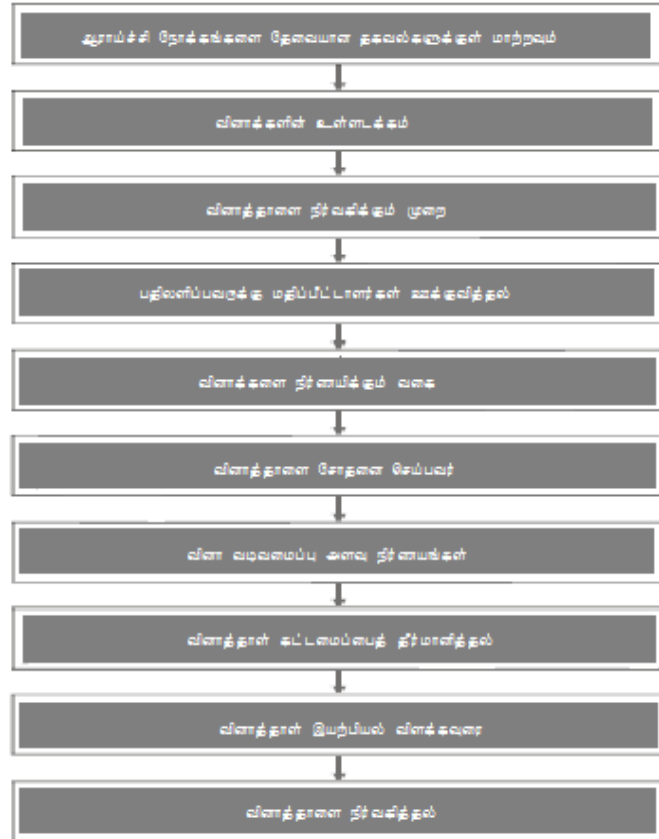 ஆராய்ச்சி நோக்கங்களை தேவையான தகவல்களுக்குள் மாற்றவும்
வினாக்களின் உள்ளடக்கம்
வினாத்தாளை நிர்வகிக்கும் முறை
பதிலளிப்பவருக்கு மதிப்பீட்டாளர்கள் ஊக்குவித்தல்
வினாக்களை நிர்ணயிக்கும் வகை
வினாத்தாளை சோதனை செய்பவர்
வினா வடிவமைப்பு அளவு நிர்ணயங்கள்
வினாத்தாள் கட்டமைப்பைத் தீர்மானித்தல்
வினாத்தாள் இயற்பியல் விளக்கவுரை
வினாத்தாளை நிர்வகித்தல்